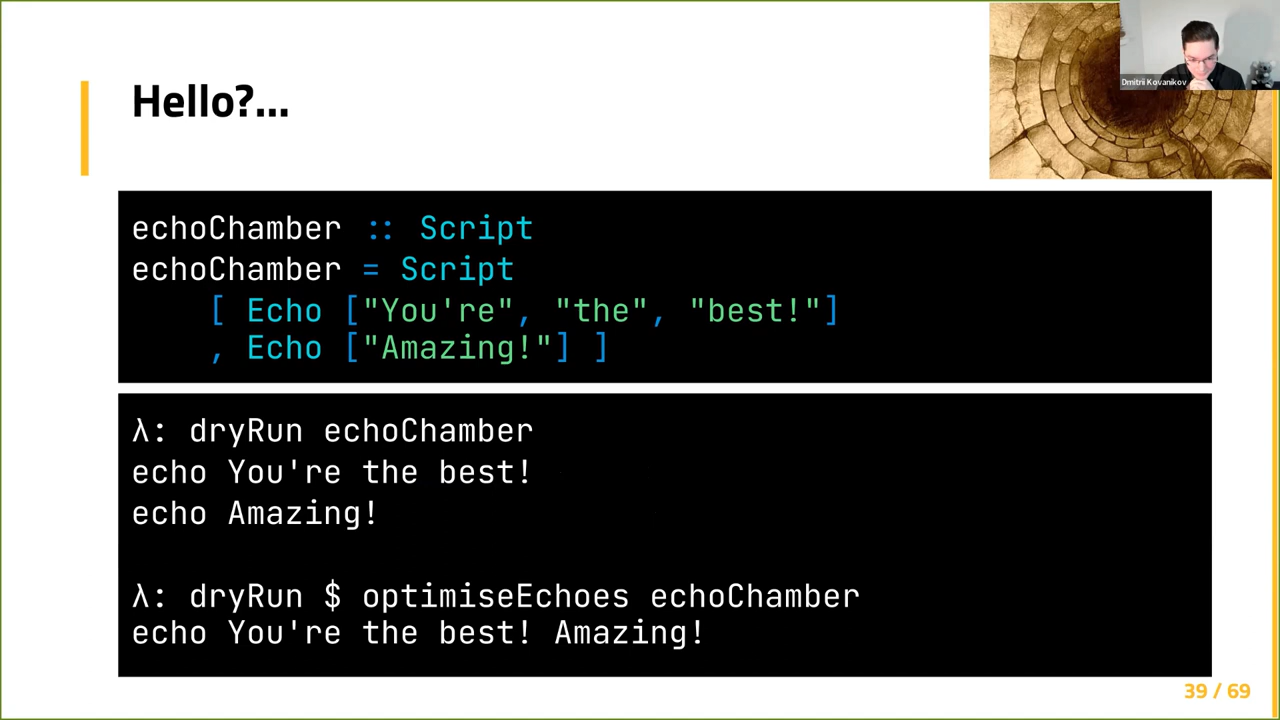 Hello?...
Dmitrii Kovanikov
echoChamber :: Script
echoChamber = Script
    [ Echo ["You're", "the", "best!"]
    , Echo ["Amazing!"] ]
λ: dryRun echoChamber
echo You're the best!
echo Amazing!
λ: dryRun $ optimiseEchoes echoChamber
echo You're the best! Amazing!
39 / 69